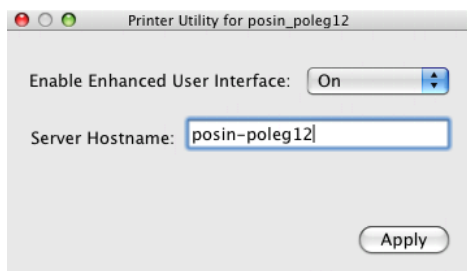 Printer Utility for posin_poleg12
Enable Enhanced User Interface: On
Server Hostname: posin-poleg12
Apply